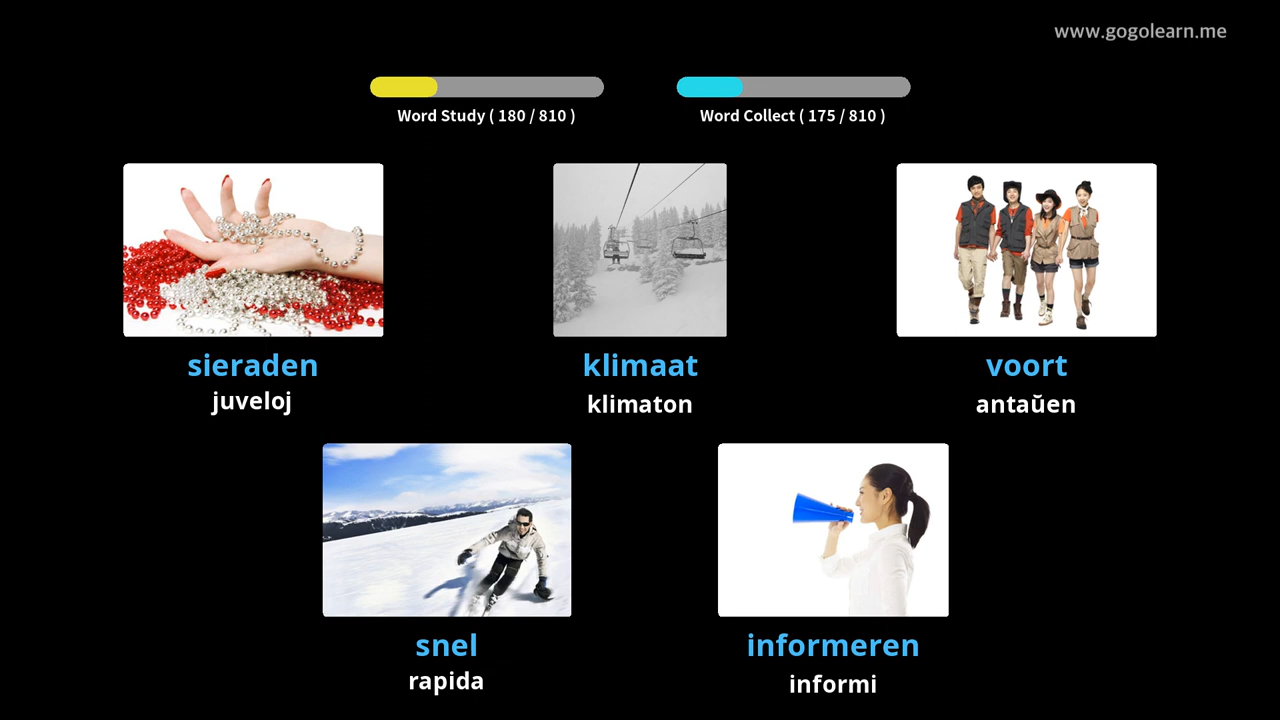 www.gogolearn.me
Word Study ( 180 / 810 )
Word Collect ( 175 / 810 )
sieraden
juveloj
klimaat
klimaton
voort
antaŭen
snel
rapida
informeren
informi